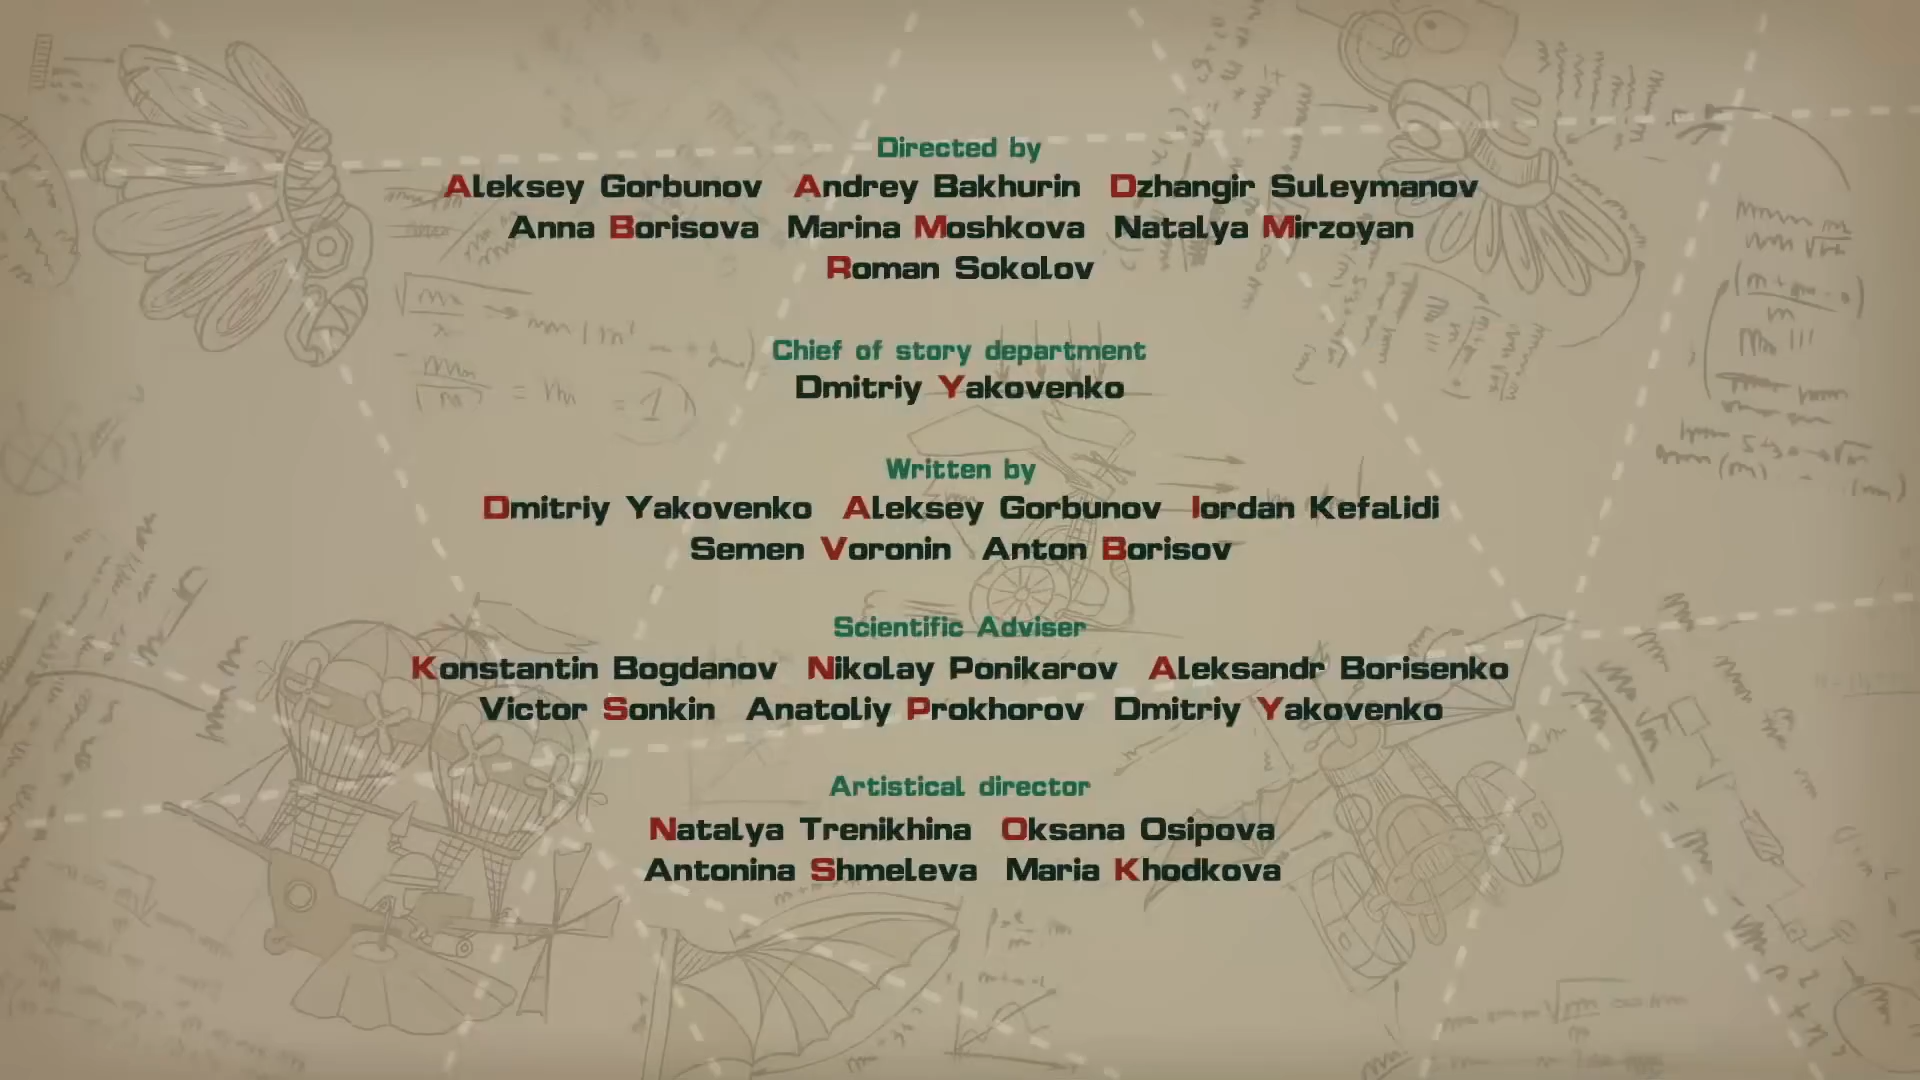 Directed by
Aleksey Gorbunov Andrey Bakhurin Dzhangir Suleymanov
Anna Borisova Marina Moshkova Natalya Mirzoyan
Roman Sokolov
Chief of story department
Dmitriy Yakovenko
Written by
Dmitriy Yakovenko Aleksey Gorbunov Iordan Kefalidi
Semen Voronin Anton Borisov
Scientific Adviser
Konstantin Bogdanov Nikolay Ponikarov Aleksandr Borisenko
Victor Sonkin Anatoliy Prokhorov Dmitriy Yakovenko
Artistical director
Natalya Trenikhina Oksana Osipova
Antonina Shmeleva Maria Khodkova